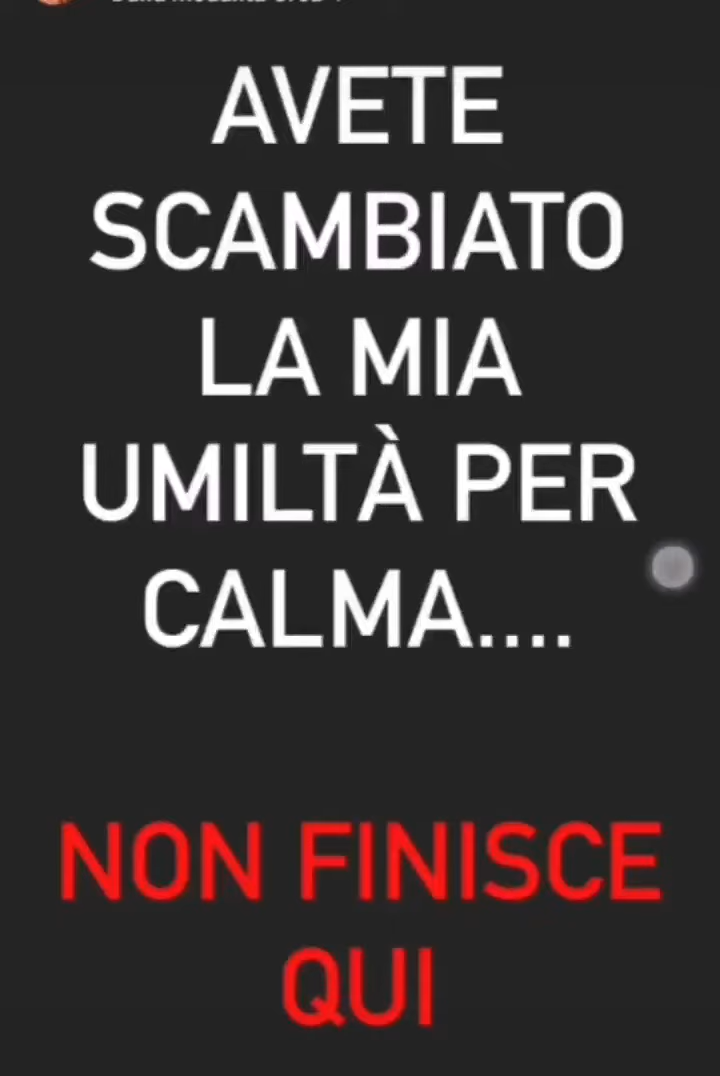 AVETE
SCAMBIATO
LA MIA
UMILTÀ PER
CALMA....
NON FINISCE
QUI